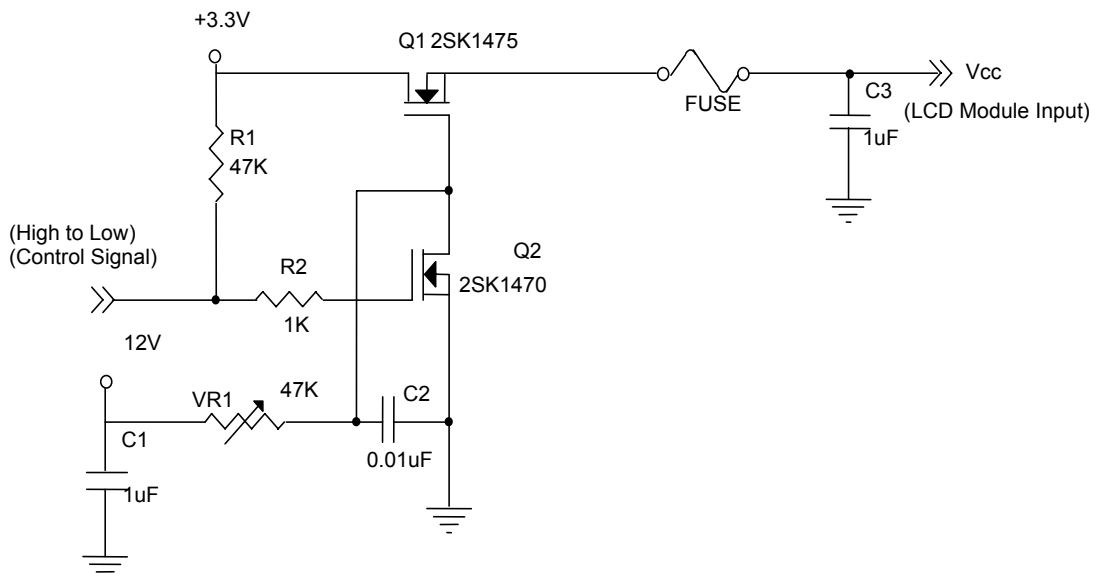 +3.3V
Q1 2SK1475
Vcc
FUSE
C3
(LCD Module Input)
R1
1uF
47K
(High to Low)
(Control Signal)
Q2
R2
2SK1470
1K
12V
VR1
47K
C2
C1
0.01uF
1uF